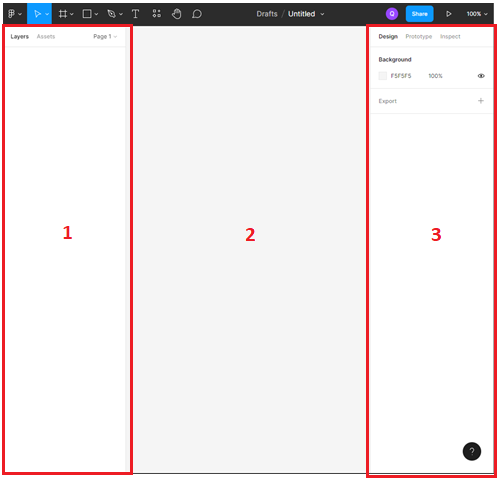 Drafts / Untitled
Q
Share
100%
Layers Assets Page 1
Design Prototype Inspect
Background
F5F5F5 100%
Export +
1
2
3
?